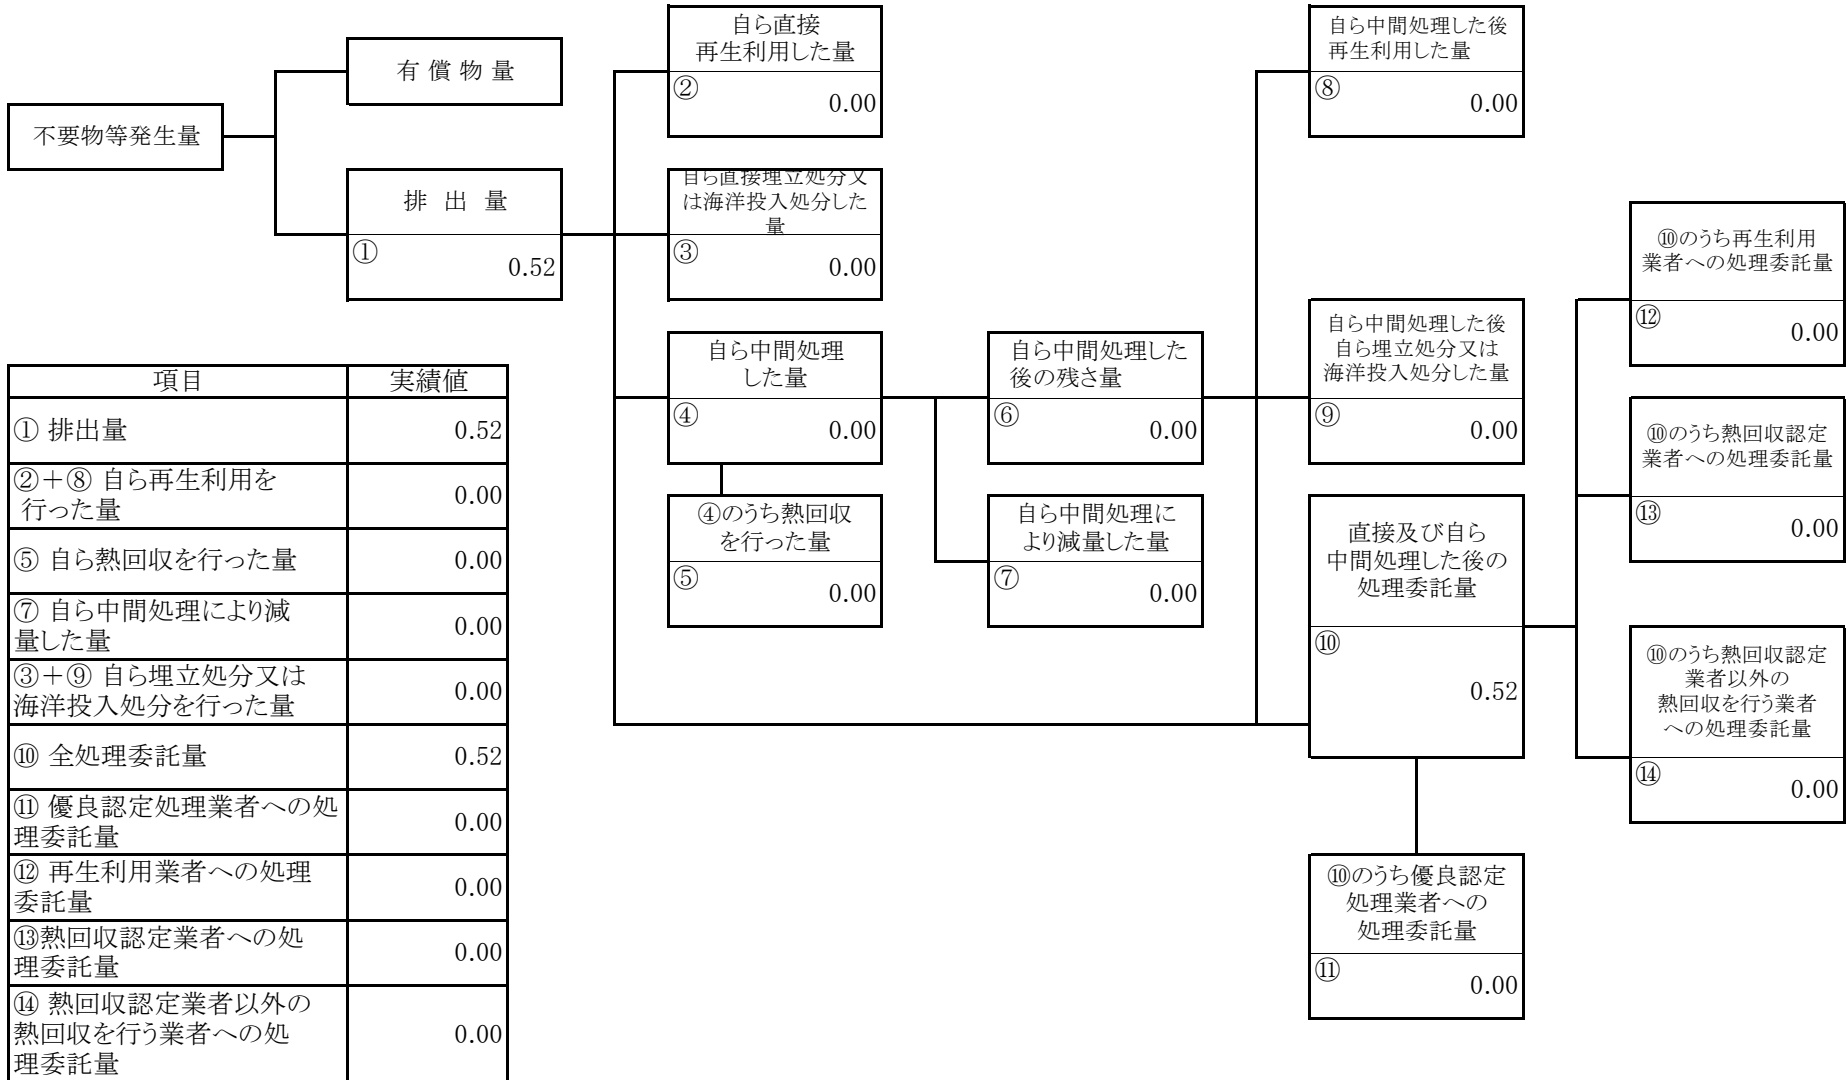 不要物等発生量
有 償 物 量
排 出 量
①
0.52
自ら直接
再生利用した量
②
0.00
自ら直接埋立処分又
は海洋投入処分した
量
③
0.00
自ら中間処理
した量
④
0.00
④のうち熱回収
を行った量
⑤
0.00
自ら中間処理した
後の残さ量
⑥
0.00
自ら中間処理に
より減量した量
⑦
0.00
自ら中間処理した後
再生利用した量
⑧
0.00
自ら中間処理した後
自ら埋立処分又は
海洋投入処分した量
⑨
0.00
直接及び自ら
中間処理した後の
処理委託量
⑩
0.52
⑩のうち優良認定
処理業者への
処理委託量
⑪
0.00
⑩のうち再生利用
業者への処理委託量
⑫
0.00
⑩のうち熱回収認定
業者への処理委託量
⑬
0.00
⑩のうち熱回収認定
業者以外の
熱回収を行う業者
への処理委託量
⑭
0.00
項目 実績値
① 排出量 0.52
②+⑧ 自ら再生利用を
行った量 0.00
⑤ 自ら熱回収を行った量 0.00
⑦ 自ら中間処理により減
量した量 0.00
③+⑨ 自ら埋立処分又は
海洋投入処分を行った量 0.00
⑩ 全処理委託量 0.52
⑪ 優良認定処理業者への処
理委託量 0.00
⑫ 再生利用業者への処理
委託量 0.00
⑬熱回収認定業者への処
理委託量 0.00
⑭ 熱回収認定業者以外の
熱回収を行う業者への処
理委託量 0.00